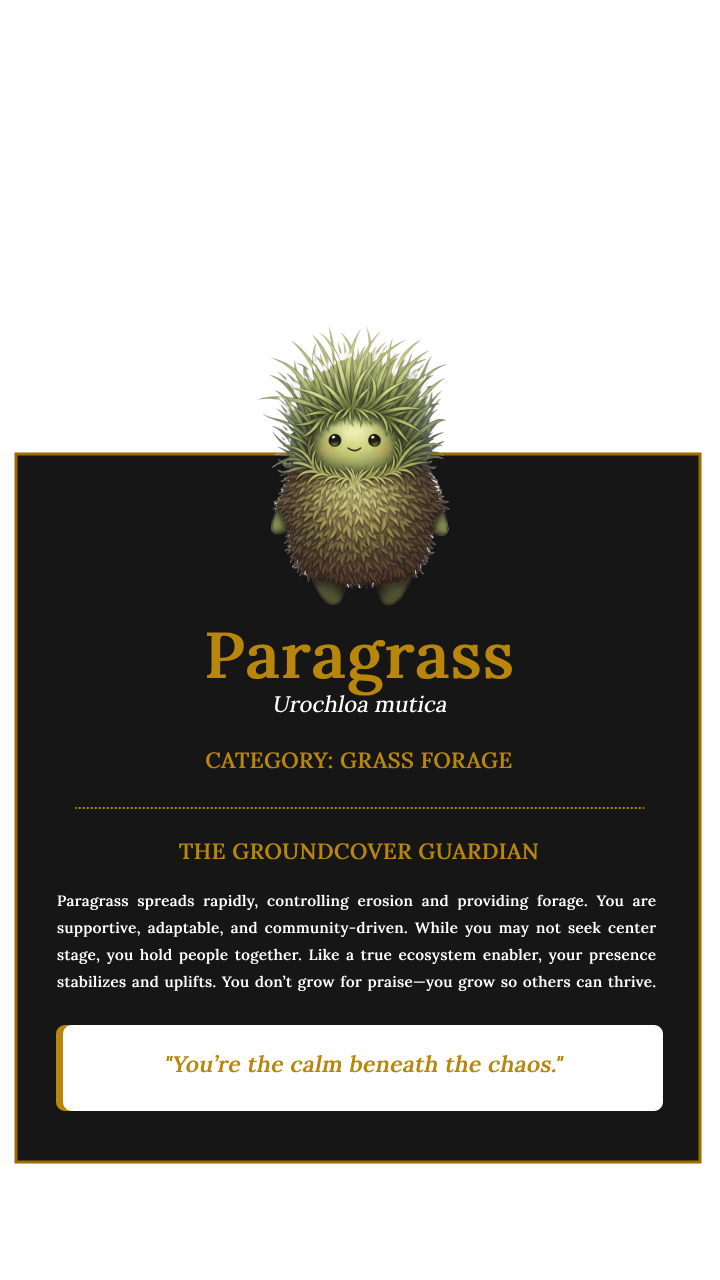 Paragrass
Urochloa mutica
CATEGORY: GRASS FORAGE
THE GROUNDCOVER GUARDIAN
Paragrass spreads rapidly, controlling erosion and providing forage. You are
supportive, adaptable, and community-driven. While you may not seek center
stage, you hold people together. Like a true ecosystem enabler, your presence
stabilizes and uplifts. You don’t grow for praise—you grow so others can thrive.
"You’re the calm beneath the chaos."